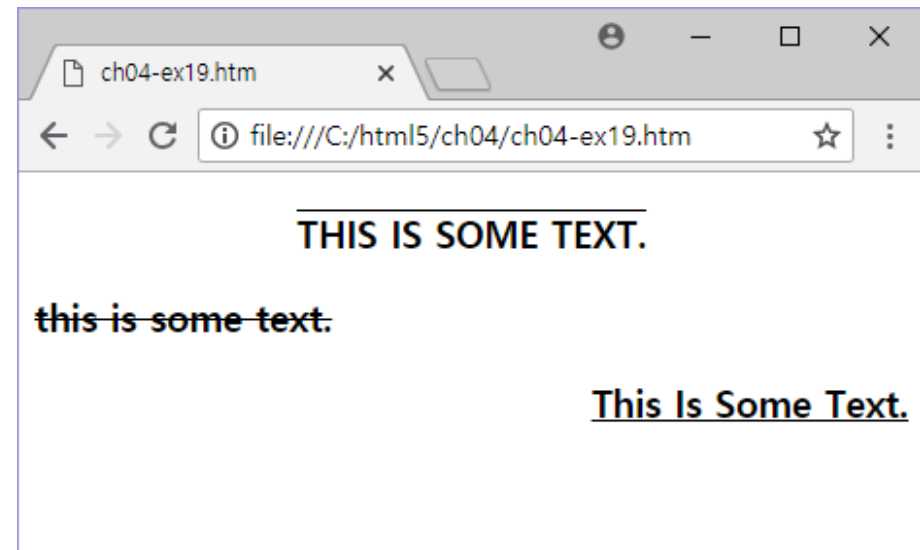 ch04-ex19.htm
file:///C:/html5/ch04/ch04-ex19.htm
THIS IS SOME TEXT.
this is some text.
This Is Some Text.